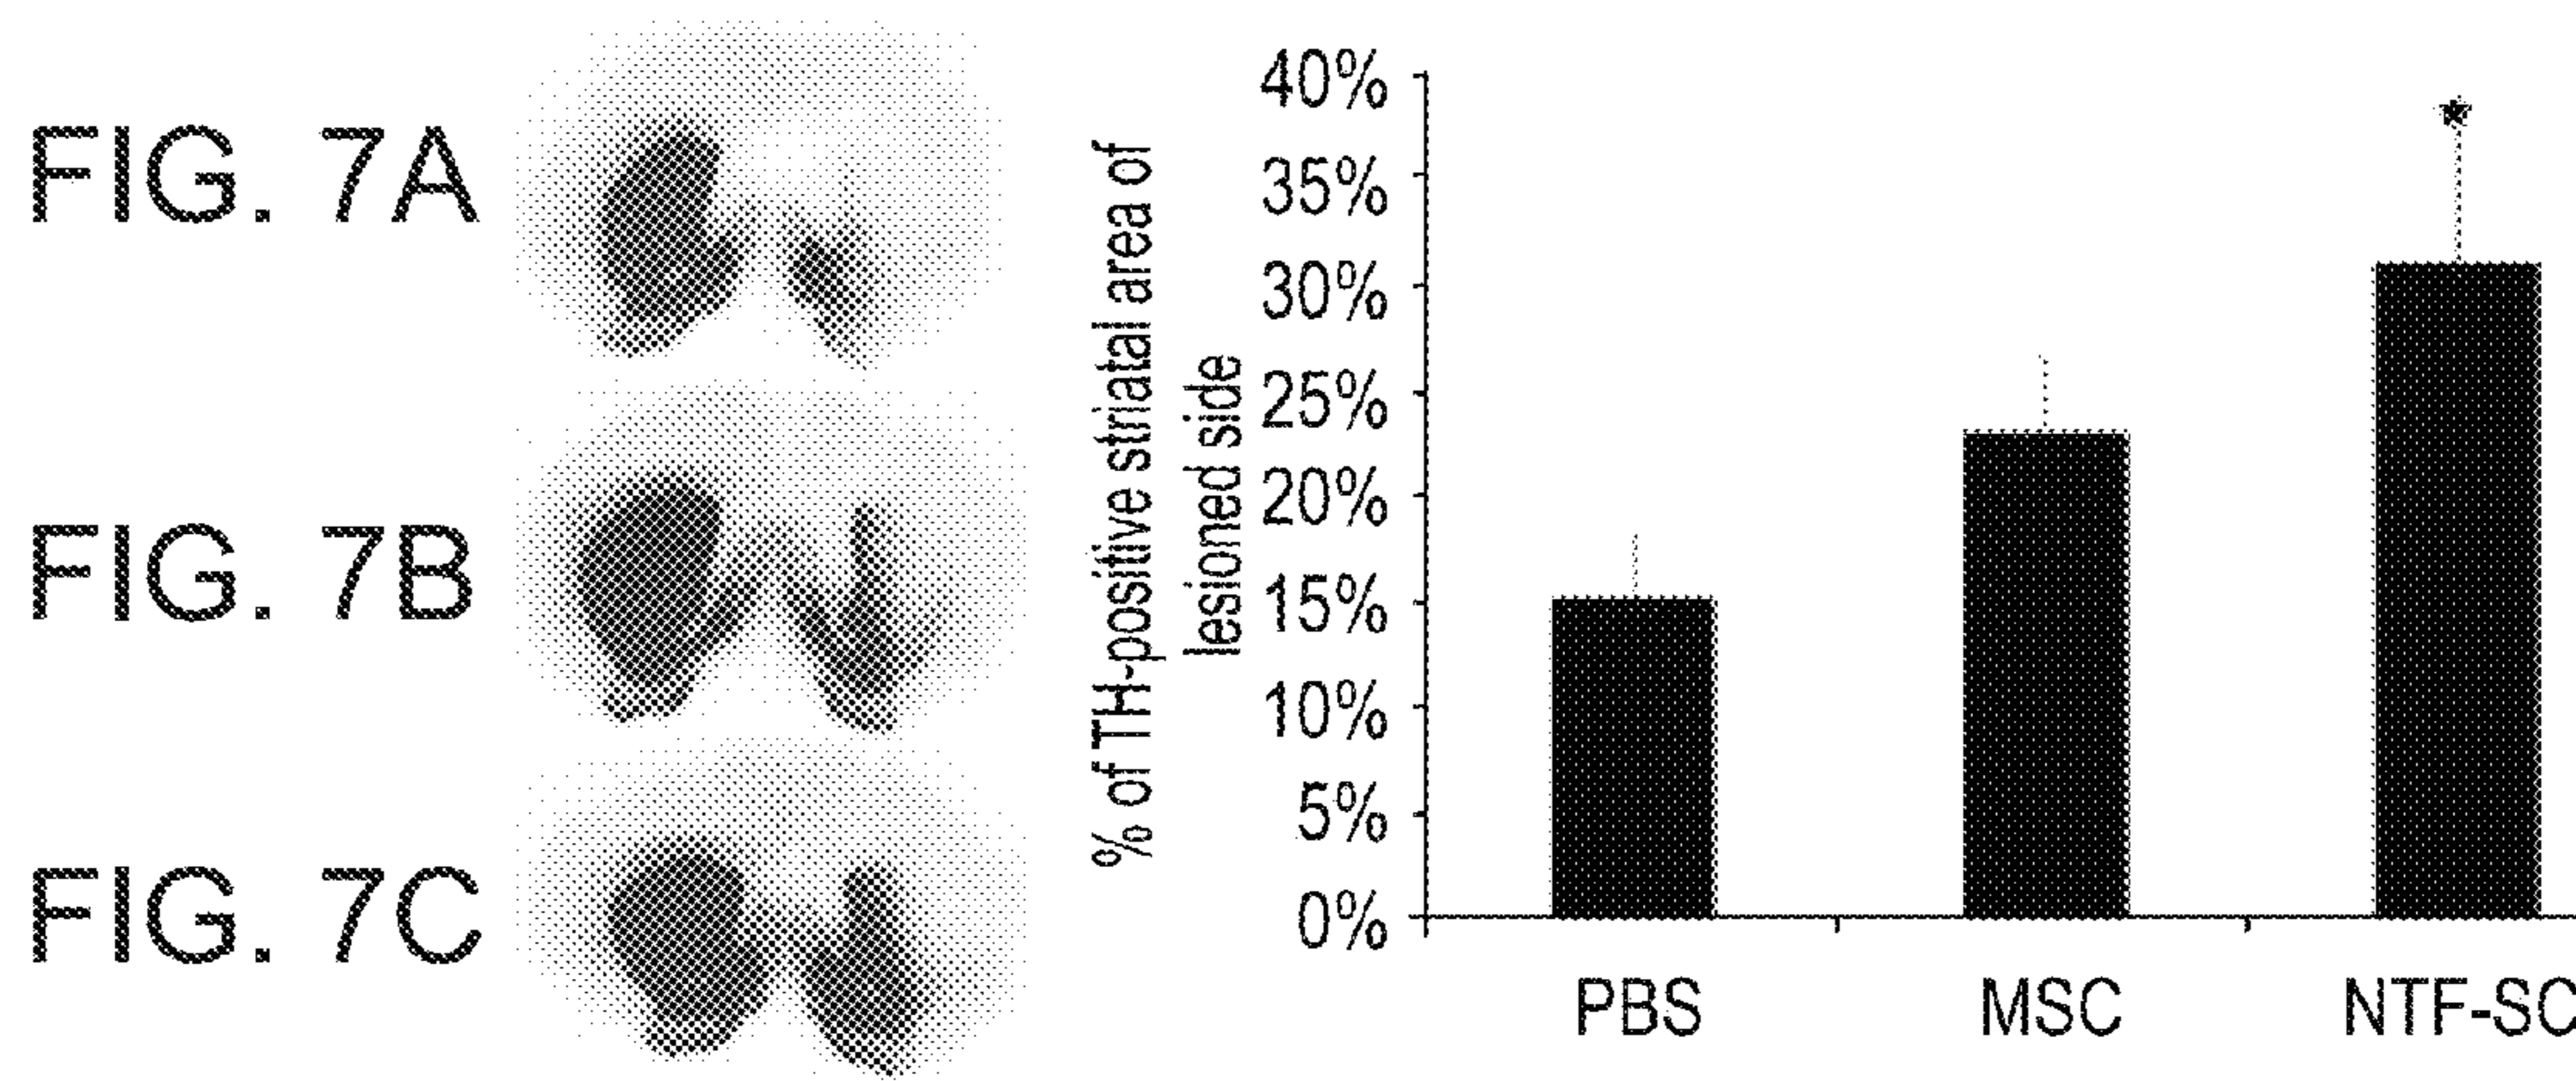 FIG. 7A
FIG. 7B
FIG. 7C
% of TH-positive striatal area of
lesioned side
40%
35%
30%
25%
20%
15%
10%
5%
0%
*
PBS
MSC
NTF-SC